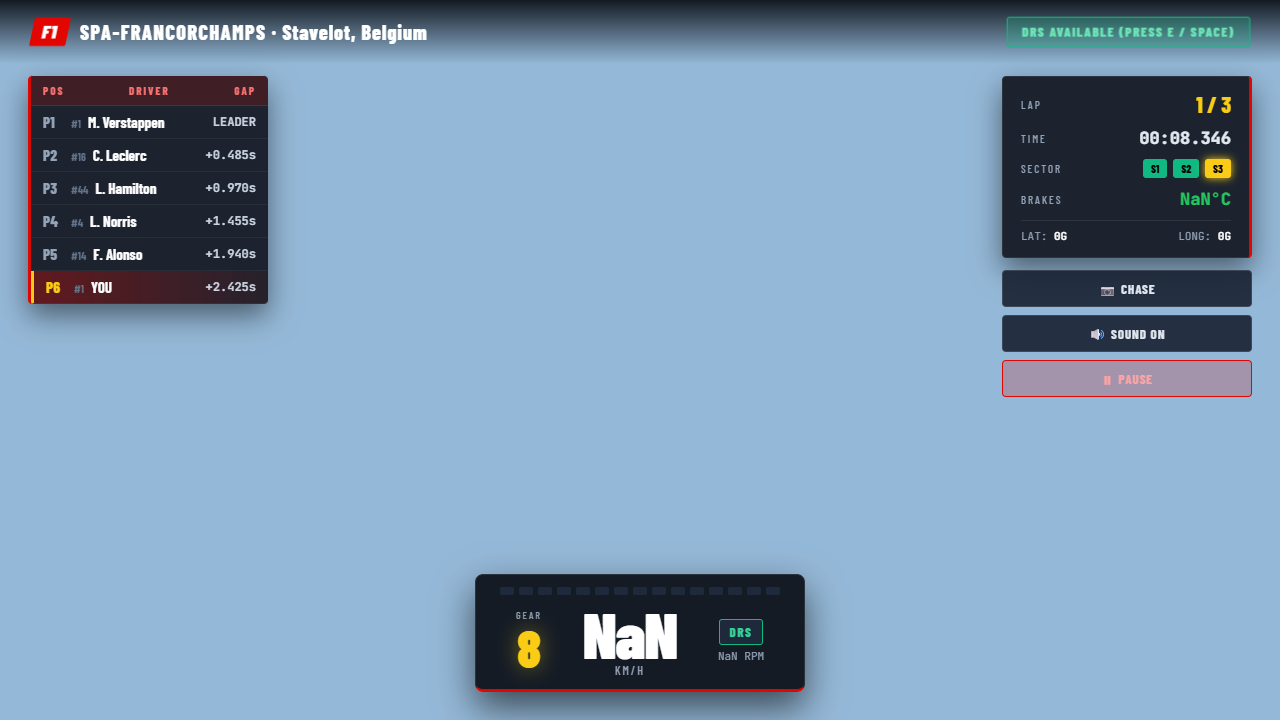 F1 SPA-FRANCORCHAMPS · Stavelot, Belgium
DRS AVAILABLE (PRESS E / SPACE)
POS DRIVER GAP
P1 #1 M. Verstappen LEADER
P2 #16 C. Leclerc +0.485s
P3 #44 L. Hamilton +0.970s
P4 #4 L. Norris +1.455s
P5 #14 F. Alonso +1.940s
P6 #1 YOU +2.425s
LAP 1 / 3
TIME 00:08.346
SECTOR S1 S2 S3
BRAKES NaN°C
LAT: 0G LONG: 0G
CHASE
SOUND ON
PAUSE
GEAR
8
NaN
KM/H
DRS
NaN RPM